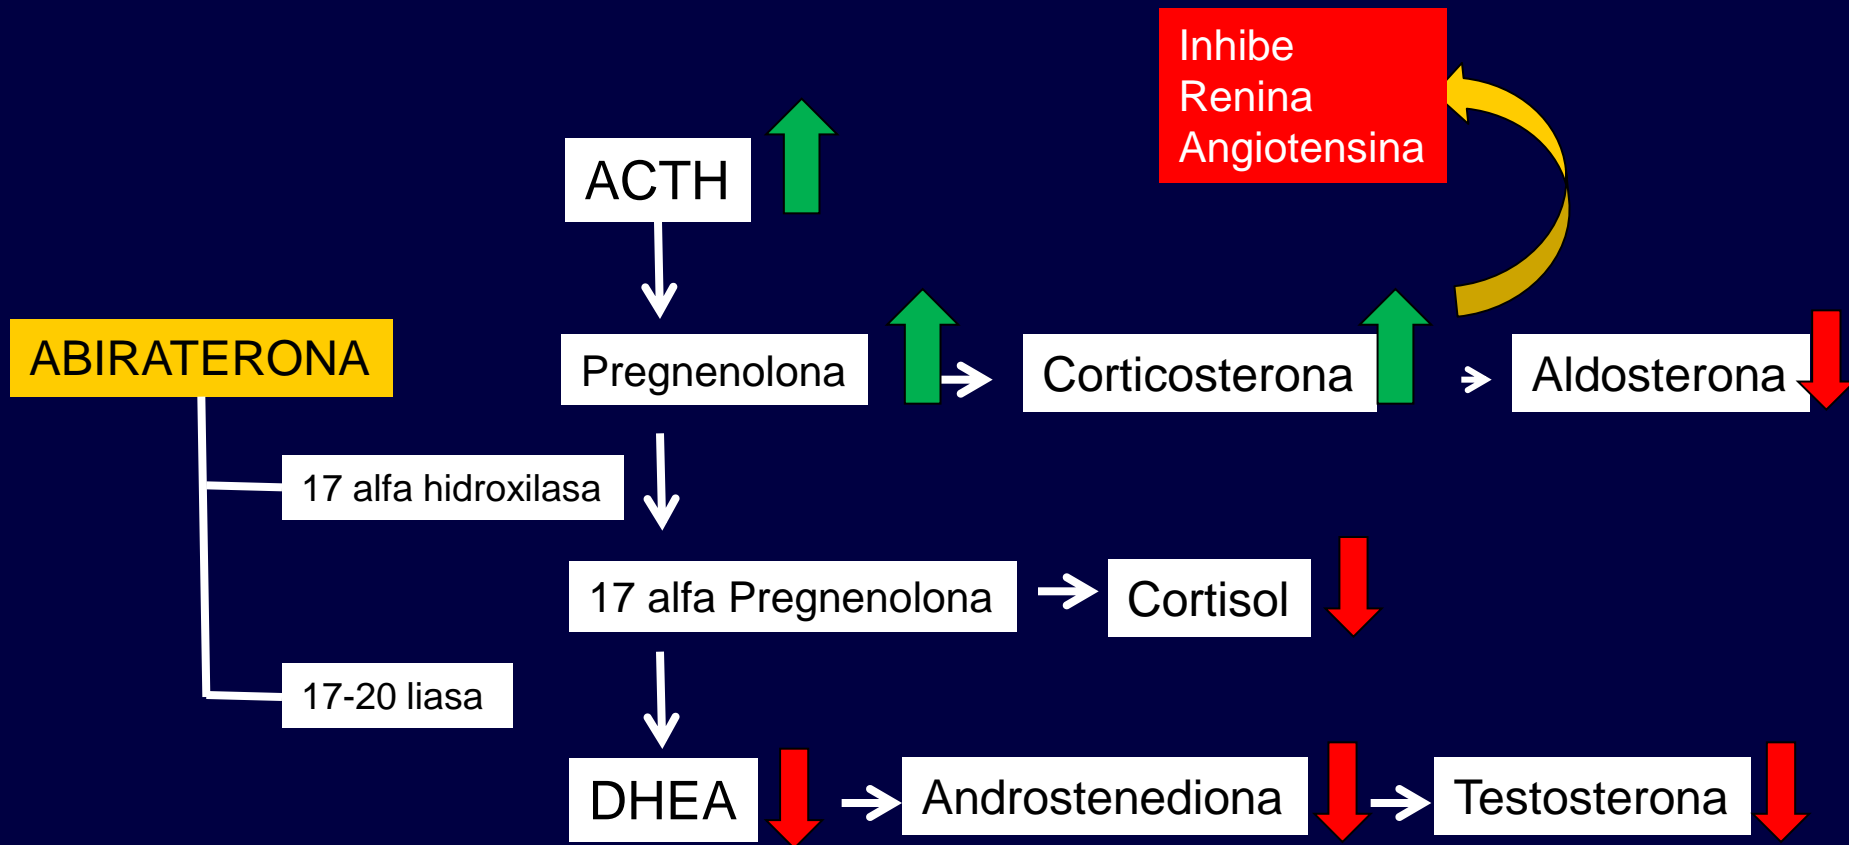 Inhibe
Renina
Angiotensina
ACTH
ABIRATERONA
Pregnenolona
Corticosterona
Aldosterona
17 alfa hidroxilasa
17 alfa Pregnenolona
Cortisol
17-20 liasa
DHEA
Androstenediona
Testosterona